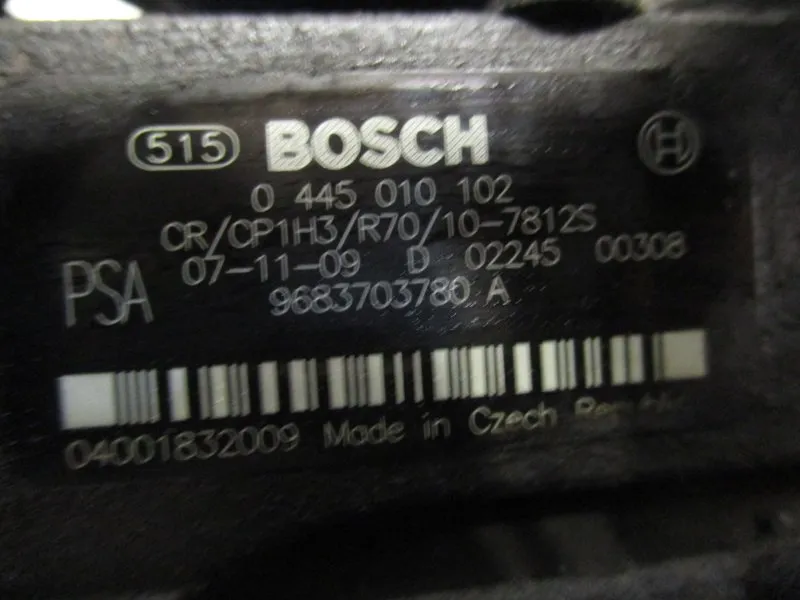 515 BOSCH
0 445 010 102
CR/CP1H3/R70/10-7812S
PSA 07-11-09 D 02245 00308
9683703780 A
04001832009 Made in Czech